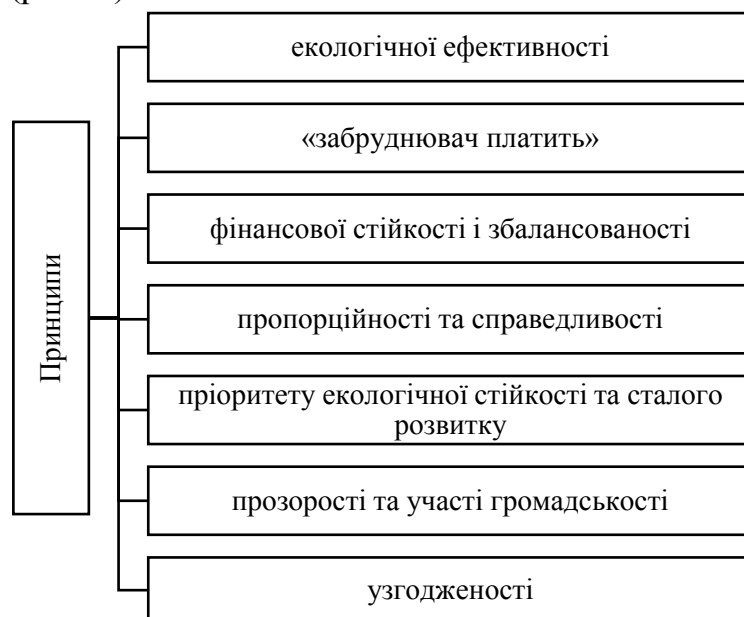 Принципи
екологічної ефективності
«забруднювач платить»
фінансової стійкості і збалансованості
пропорційності та справедливості
пріоритету екологічної стійкості та сталого
розвитку
прозорості та участі громадськості
узгодженості